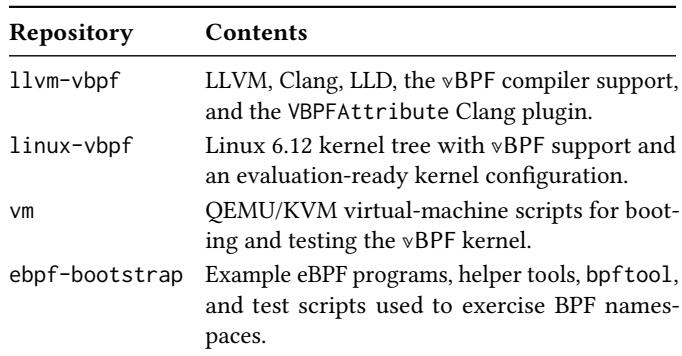 Repository Contents
llvm-vbpf LLVM, Clang, LLD, the 𝕧BPF compiler support,
and the VBPFAttribute Clang plugin.
linux-vbpf Linux 6.12 kernel tree with 𝕧BPF support and
an evaluation-ready kernel configuration.
vm QEMU/KVM virtual-machine scripts for boot-
ing and testing the 𝕧BPF kernel.
ebpf-bootstrap Example eBPF programs, helper tools, bpftool,
and test scripts used to exercise BPF names-
paces.